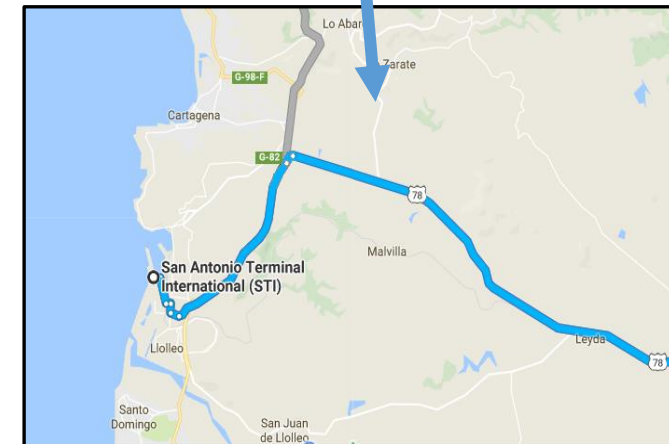 Lo Abar
Zarate
G-98-F
Cartagena
G-82
78
Malvilla
San Antonio Terminal
International (STI)
Llolleo
Leyda
78
Santo
Domingo
San Juan
de Llolleo